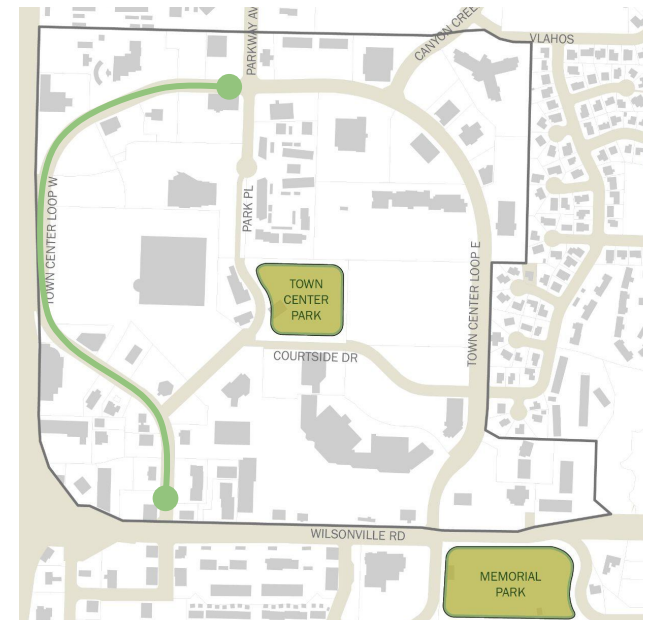 PARKWAY AV
CANYON CREE
VLAHOS
TOWN CENTER LOOP W
PARK PL
TOWN CENTER LOOP E
TOWN
CENTER
PARK
COURTSIDE DR
WILSONVILLE RD
MEMORIAL
PARK